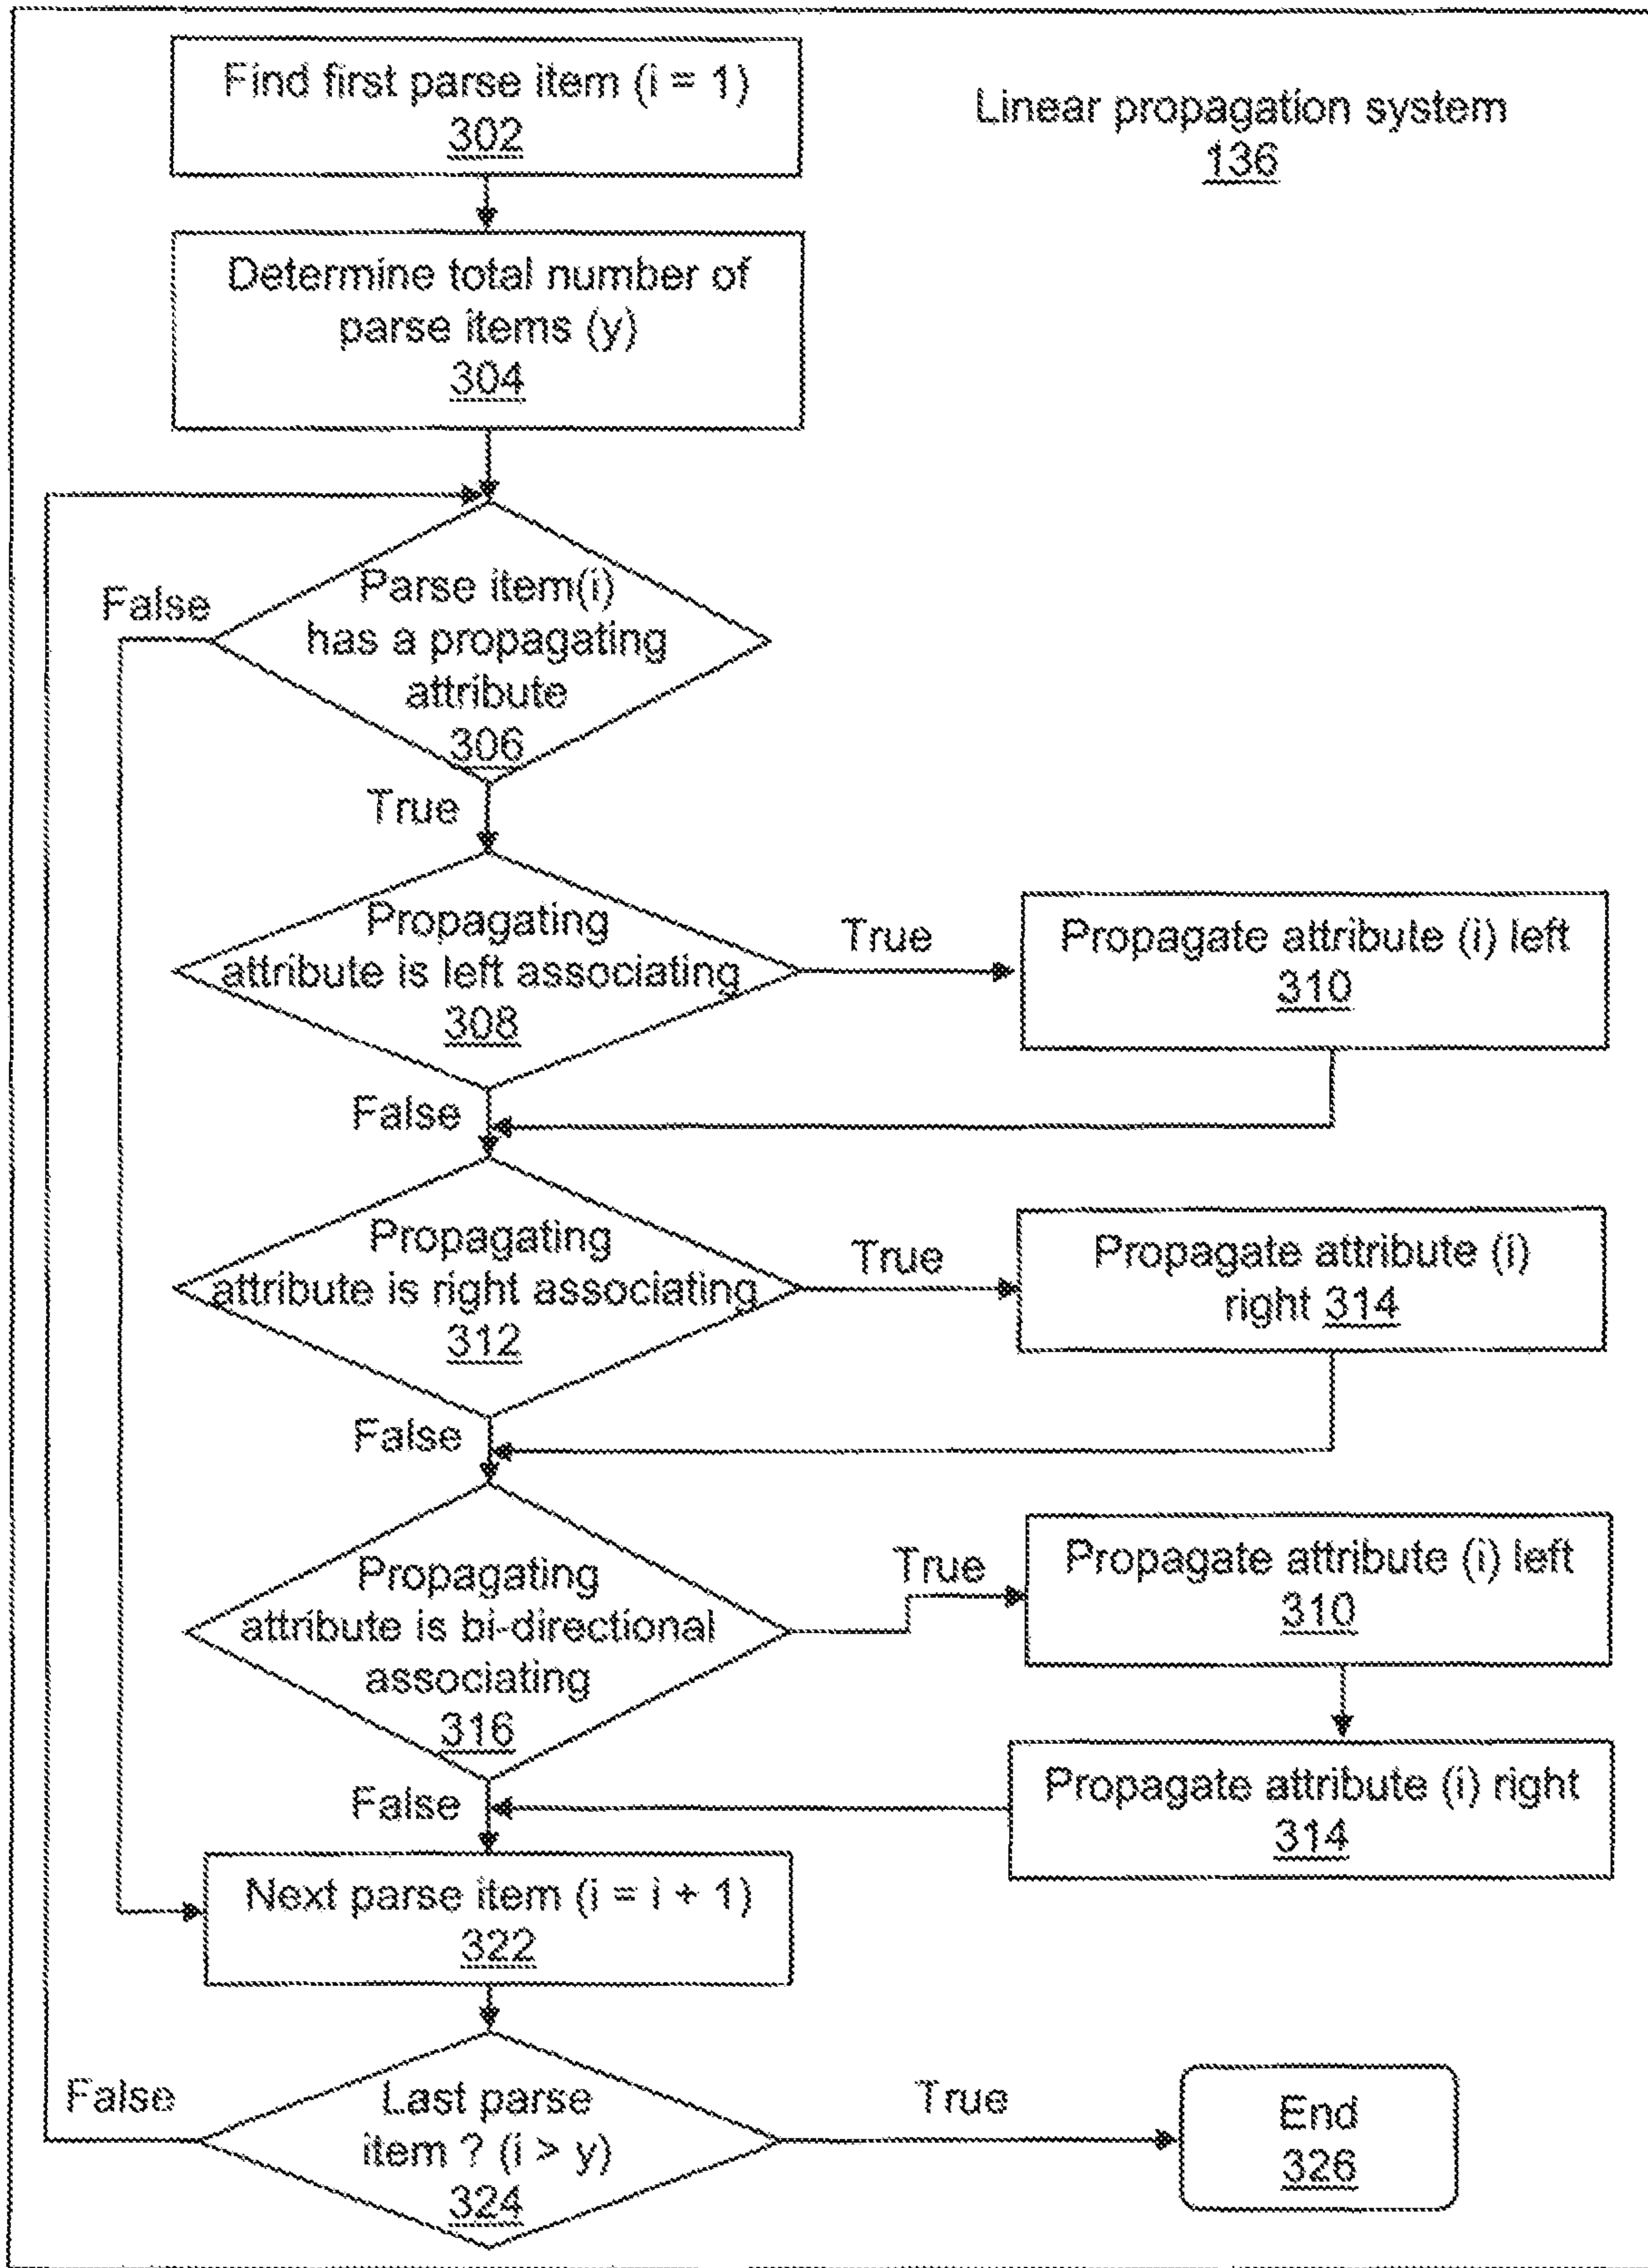 Find first parse item (i = 1)
302
Linear propagation system
136
Determine total number of
parse items (y)
304
False
Parse item(i)
has a propagating
attribute
306
True
Propagating
attribute is left associating
308
True
Propagate attribute (i) left
310
False
Propagating
attribute is right associating
312
True
Propagate attribute (i)
right 314
False
Propagating
attribute is bi-directional
associating
316
True
Propagate attribute (i) left
310
Propagate attribute (i) right
314
False
Next parse item (i = i + 1)
322
False
Last parse
item ? (i > y)
324
True
End
326